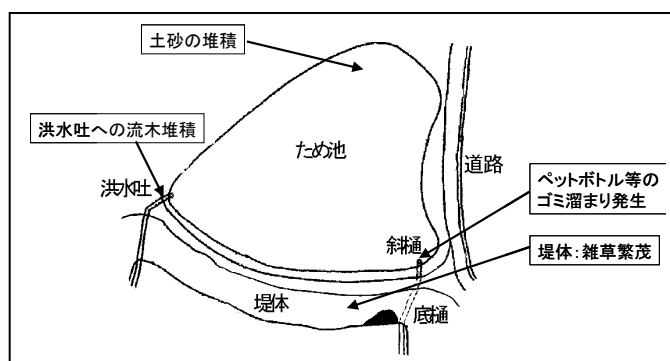 土砂の堆積
洪水吐への流木堆積
ため池
道路
洪水吐
ペットボトル等の
ゴミ溜まり発生
斜樋
堤体:雑草繁茂
堤体
底樋